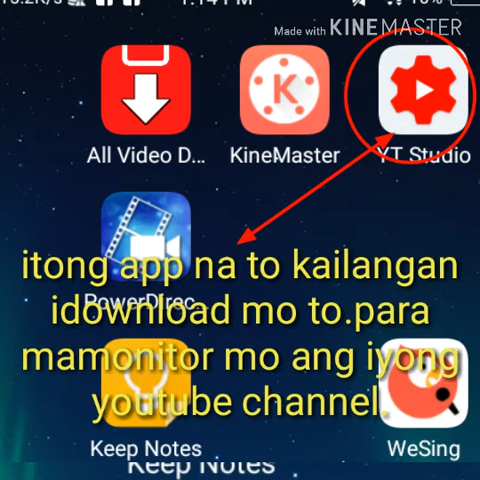 Made with KINEMASTER
All Video D...
KineMaster
YT Studio
itong app na to kailangan
PowerDirec...
idownload mo to.para
mamonitor mo ang iyong
youtube channel.
Keep Notes
WeSing
Keep Notes